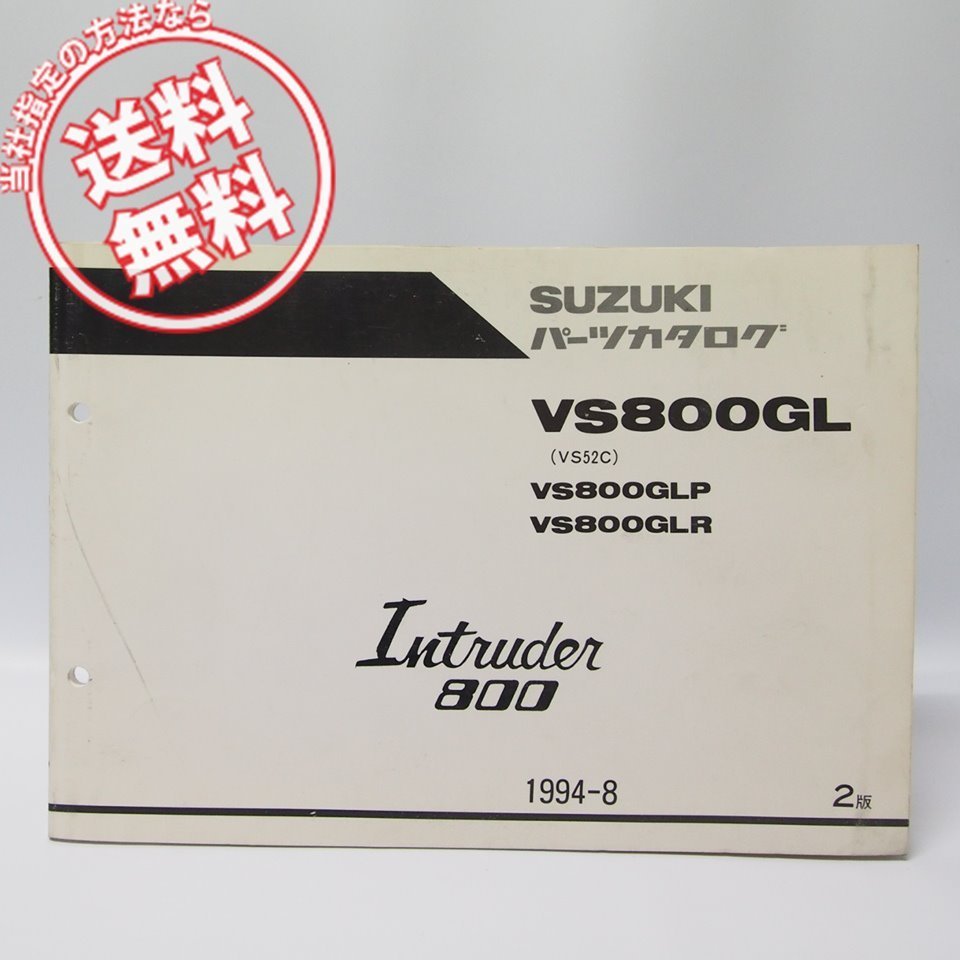 当社指定の方法なら
送料
無料
SUZUKI
パーツカタログ
VS800GL
(VS52C)
VS800GLP
VS800GLR
Intruder
800
1994-8
2版